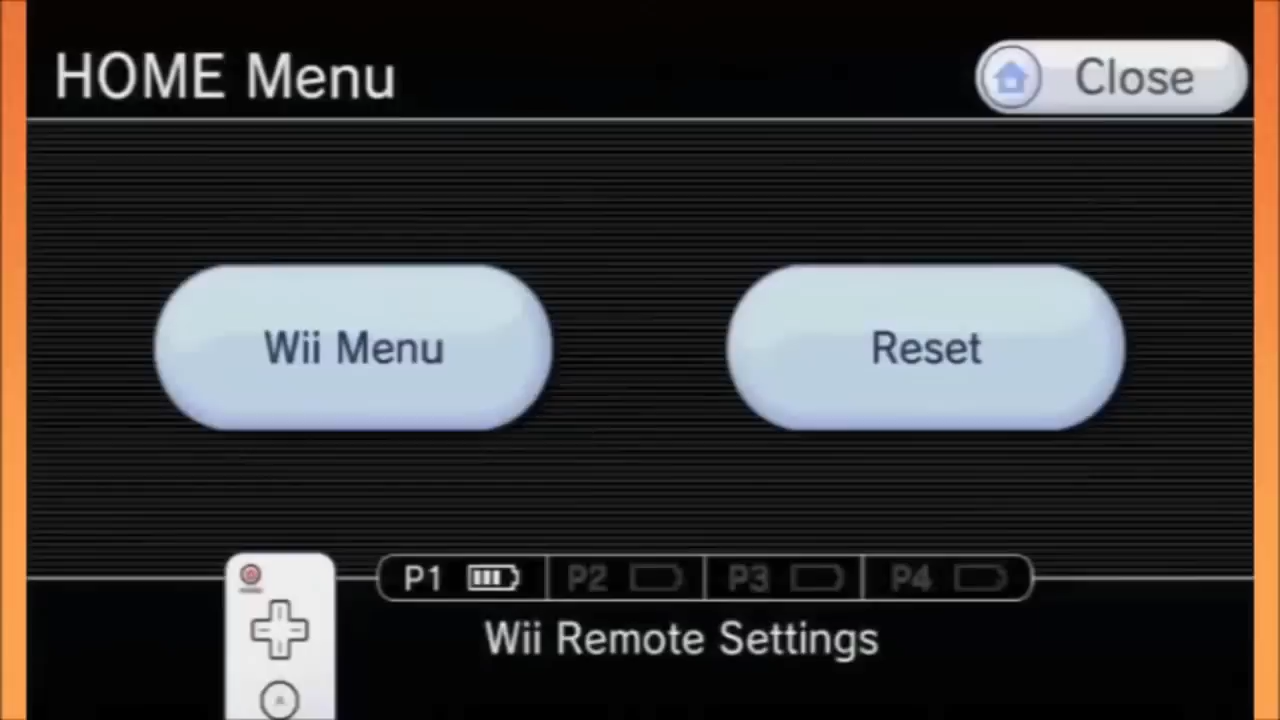 HOME Menu
Close
Wii Menu
Reset
P1 P2 P3 P4
Wii Remote Settings